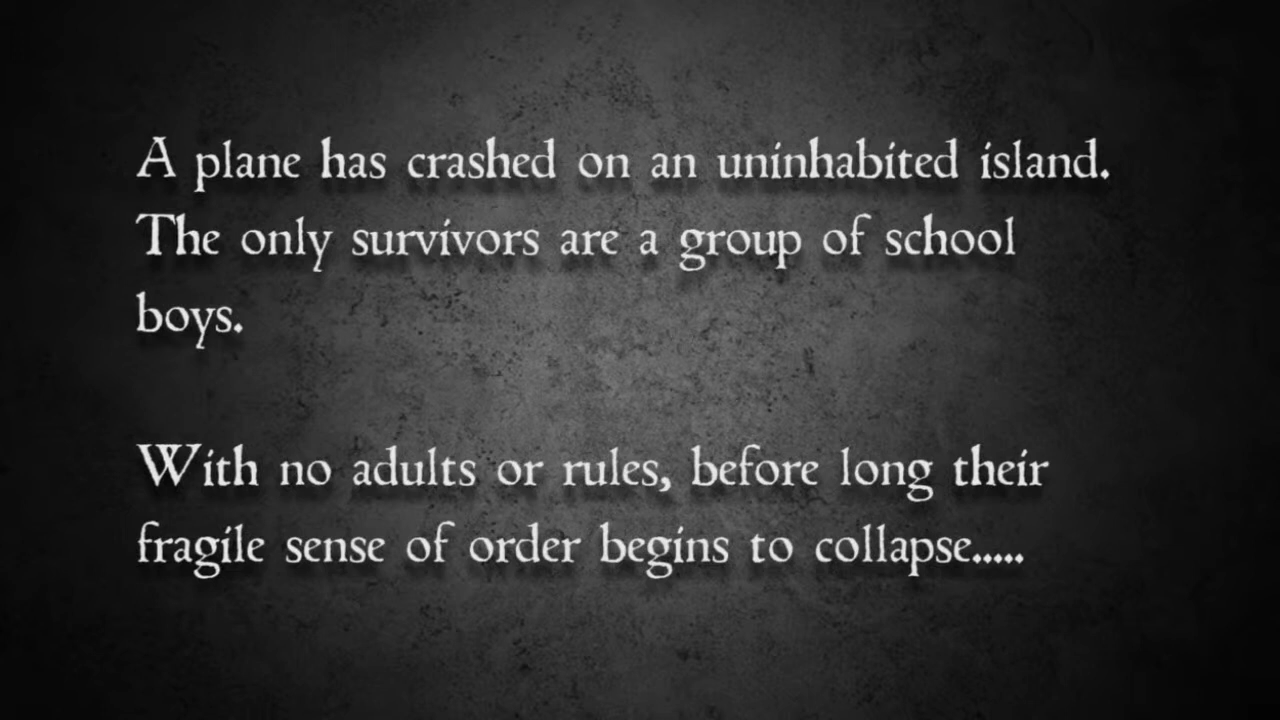 A plane has crashed on an uninhabited island.
The only survivors are a group of school
boys.
With no adults or rules, before long their
fragile sense of order begins to collapse.....